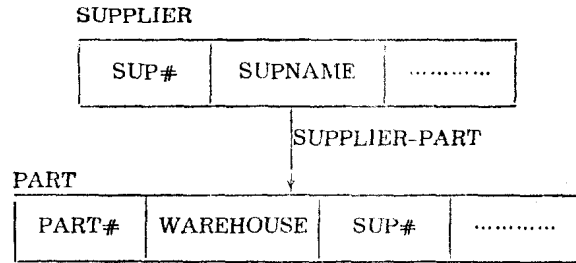 SUPPLIER
SUP# SUPNAME …………
SUPPLIER-PART
PART
PART# WAREHOUSE SUP# …………